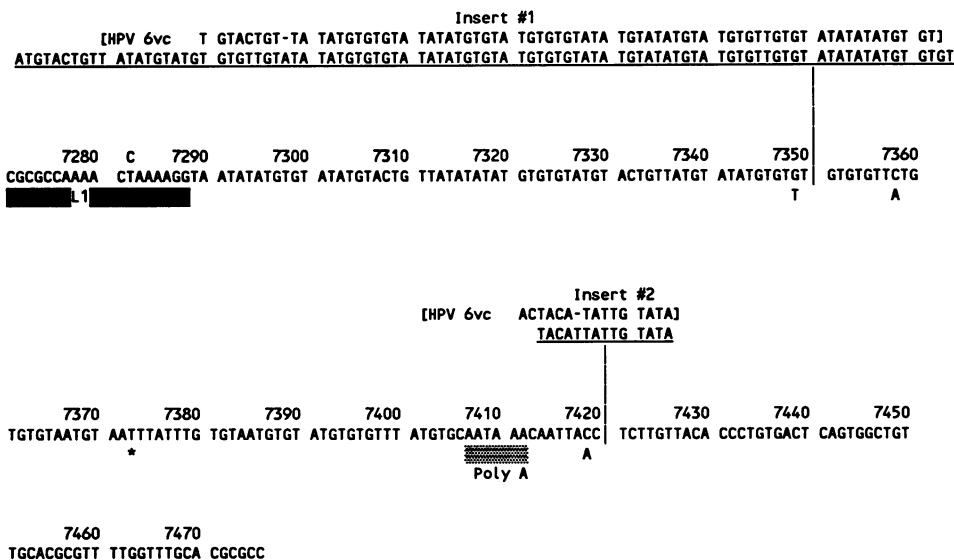 Insert #1
[HPV 6vc T GTACTGT-TA TATGTGTGTA TATATGTGTA TGTGTGTATA TGTATATGTA TGTGTTGTGT ATATATATGT GT]
ATGTACTGTT ATATGTATGT GTGTTGTATA TATGTGTGTA TATATGTGTA TGTGTGTATA TGTATATGTA TGTGTTGTGT ATATATATGT GTGT
7280 C 7290 7300 7310 7320 7330 7340 7350 7360
CGCGCCAAAA CTAAAAGGTA ATATATGTGT ATATGTACTG TTATATATAT GTGTGTATGT ACTGTTATGT ATATGTGTGT GTGTGTTCTG
L1 T A
Insert #2
[HPV 6vc ACTACA-TATTG TATA]
TACATTATTG TATA
7370 7380 7390 7400 7410 7420 7430 7440 7450
TGTGTAATGT AATTTATTTG TGTAATGTGT ATGTGTGTTT ATGTGCAATA AACAATTACC TCTTGTTACA CCCTGTGACT CAGTGGCTGT
* A
Poly A
7460 7470
TGCACGCGTT TTGGTTTGCA CGCGCC